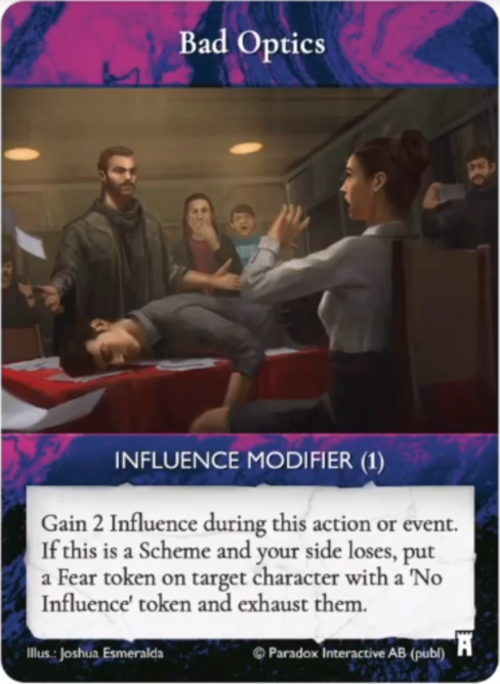 Bad Optics
INFLUENCE MODIFIER (1)
Gain 2 Influence during this action or event.
If this is a Scheme and your side loses, put
a Fear token on target character with a 'No
Influence' token and exhaust them.
Illus.: Joshua Esmeralda
© Paradox Interactive AB (publ)